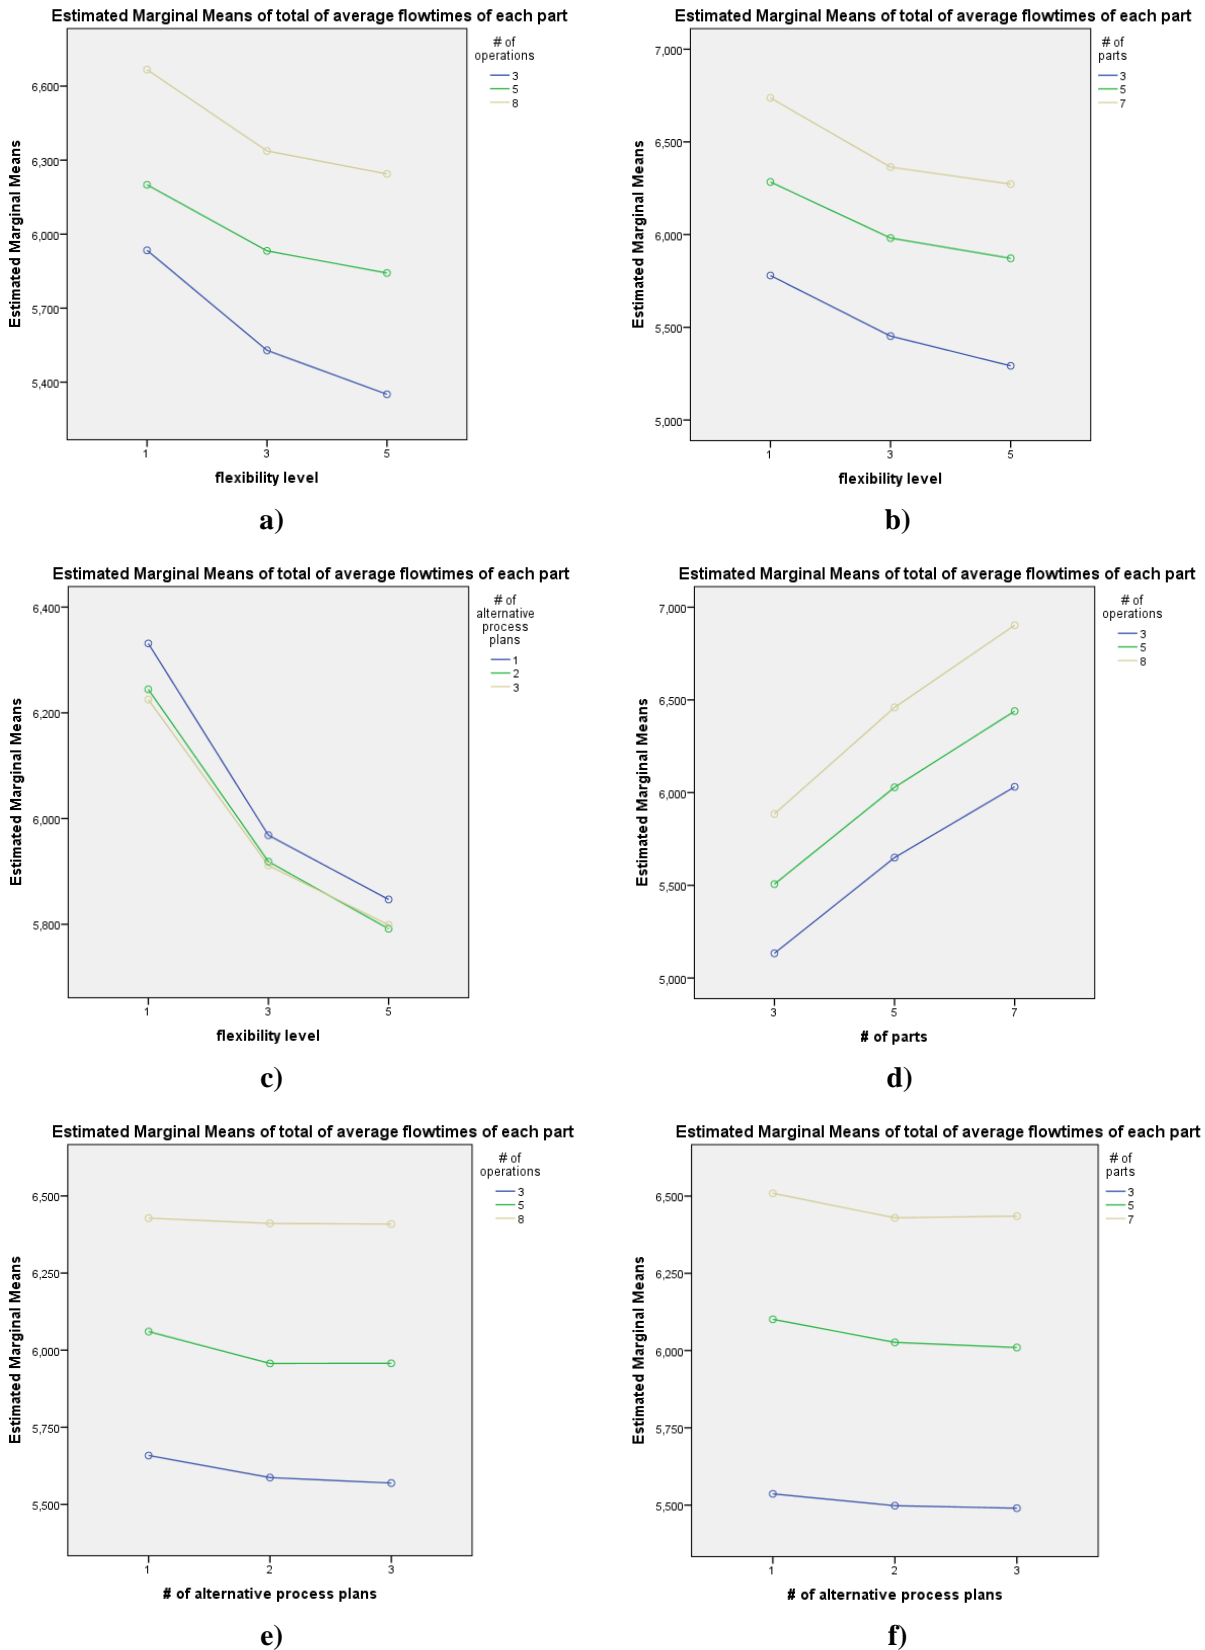 Estimated Marginal Means of total of average flowtimes of each part
# of
operations
3
5
8
Estimated Marginal Means
6,600
6,300
6,000
5,700
5,400
1
3
5
flexibility level
a)
Estimated Marginal Means of total of average flowtimes of each part
# of
parts
3
5
7
Estimated Marginal Means
7,000
6,500
6,000
5,500
5,000
1
3
5
flexibility level
b)
Estimated Marginal Means of total of average flowtimes of each part
# of
alternative
process
plans
1
2
3
Estimated Marginal Means
6,400
6,200
6,000
5,800
1
3
5
flexibility level
c)
Estimated Marginal Means of total of average flowtimes of each part
# of
operations
3
5
8
Estimated Marginal Means
7,000
6,500
6,000
5,500
5,000
3
5
7
# of parts
d)
Estimated Marginal Means of total of average flowtimes of each part
# of
operations
3
5
8
Estimated Marginal Means
6,500
6,250
6,000
5,750
5,500
1
2
3
# of alternative process plans
e)
Estimated Marginal Means of total of average flowtimes of each part
# of
parts
3
5
7
Estimated Marginal Means
6,500
6,250
6,000
5,750
5,500
1
2
3
# of alternative process plans
f)